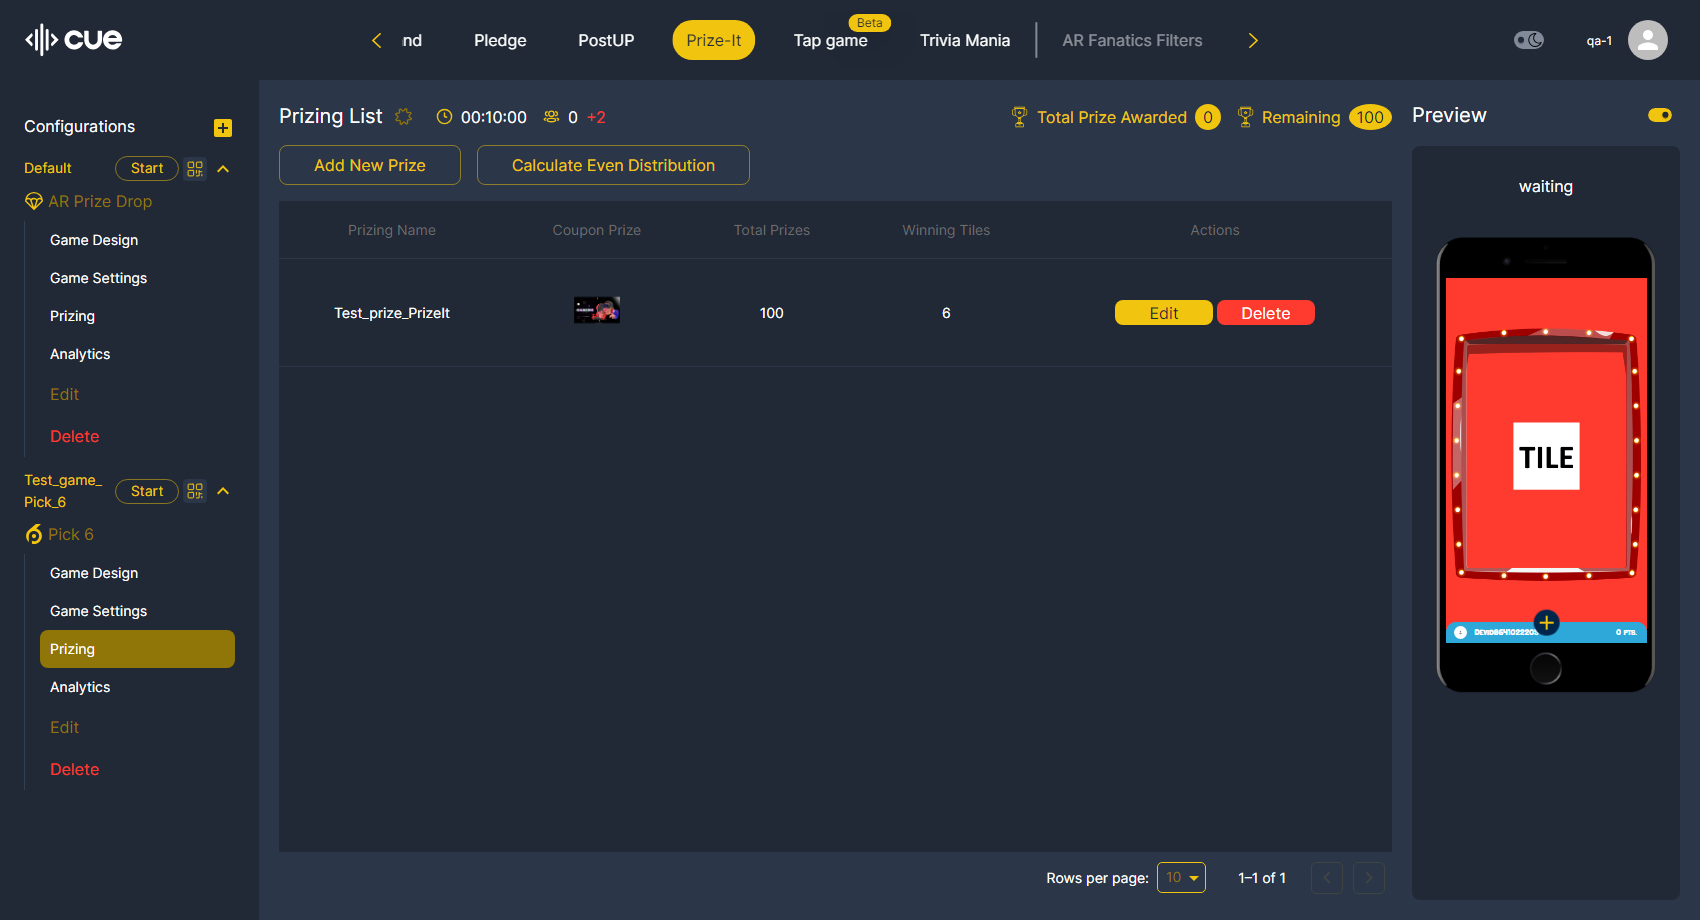 cue
nd
Pledge
PostUP
Prize-It
Beta
Tap game
Trivia Mania
AR Fanatics Filters
qa-1
Configurations
Default
Start
AR Prize Drop
Game Design
Game Settings
Prizing
Analytics
Edit
Delete
Test_game_
Pick_6
Start
Pick 6
Game Design
Game Settings
Prizing
Analytics
Edit
Delete
Prizing List
00:10:00
0 +2
Total Prize Awarded 0
Remaining 100
Add New Prize
Calculate Even Distribution
Prizing Name
Coupon Prize
Total Prizes
Winning Tiles
Actions
Test_prize_PrizeIt
100
6
Edit
Delete
Rows per page: 10
1–1 of 1
Preview
waiting
TILE
0 PTS.